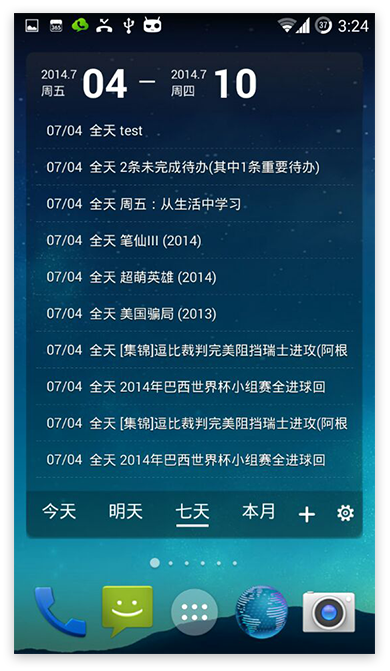 365
37
3:24
2014.7
周五
04
—
2014.7
周四
10
07/04 全天 test
07/04 全天 2条未完成待办(其中1条重要待办)
07/04 全天 周五：从生活中学习
07/04 全天 笔仙III (2014)
07/04 全天 超萌英雄 (2014)
07/04 全天 美国骗局 (2013)
07/04 全天 [集锦]逗比裁判完美阻挡瑞士进攻(阿根
07/04 全天 2014年巴西世界杯小组赛全进球回
07/04 全天 [集锦]逗比裁判完美阻挡瑞士进攻(阿根
07/04 全天 2014年巴西世界杯小组赛全进球回
今天 明天 七天 本月 +